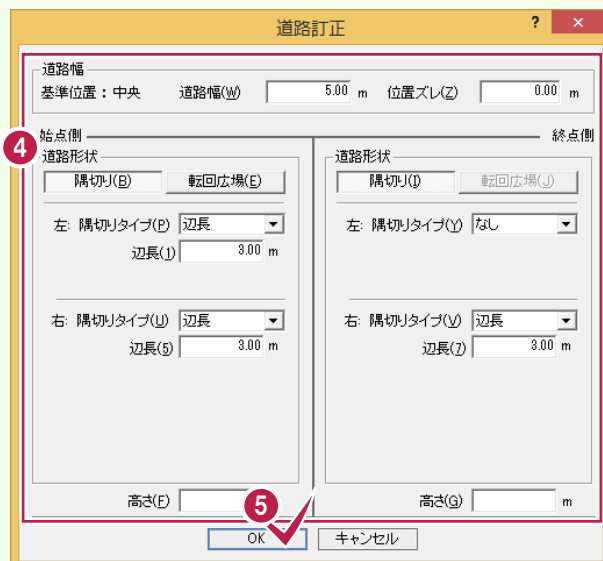 道路訂正 ? ×
道路幅
基準位置：中央 道路幅(W) 5.00 m 位置ズレ(Z) 0.00 m
4
始点側 終点側
道路形状 道路形状
隅切り(B) 転回広場(E) 隅切り(I) 転回広場(J)
左: 隅切りタイプ(P) 辺長 左: 隅切りタイプ(Y) なし
辺長(1) 3.00 m
右: 隅切りタイプ(U) 辺長 右: 隅切りタイプ(V) 辺長
辺長(5) 3.00 m 辺長(7) 3.00 m
高さ(F) 高さ(G) m
5
OK キャンセル